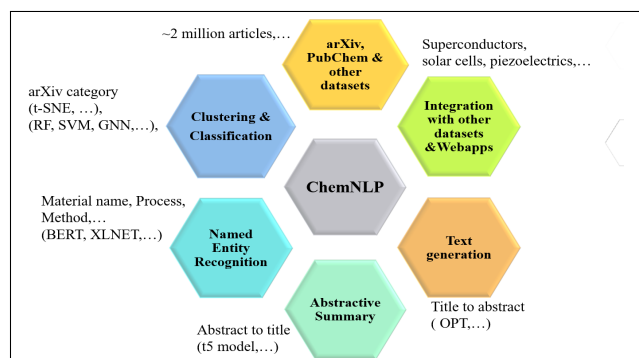 ~2 million articles,…
arXiv,
PubChem &
other
datasets
Superconductors,
solar cells, piezoelectrics,…
arXiv category
(t-SNE, …),
(RF, SVM, GNN,…),
Clustering &
Classification
Integration
with other
datasets
&Webapps
ChemNLP
Material name, Process,
Method,…
(BERT, XLNET,…)
Named
Entity
Recognition
Text
generation
Abstractive
Summary
Title to abstract
( OPT,…)
Abstract to title
(t5 model,…)